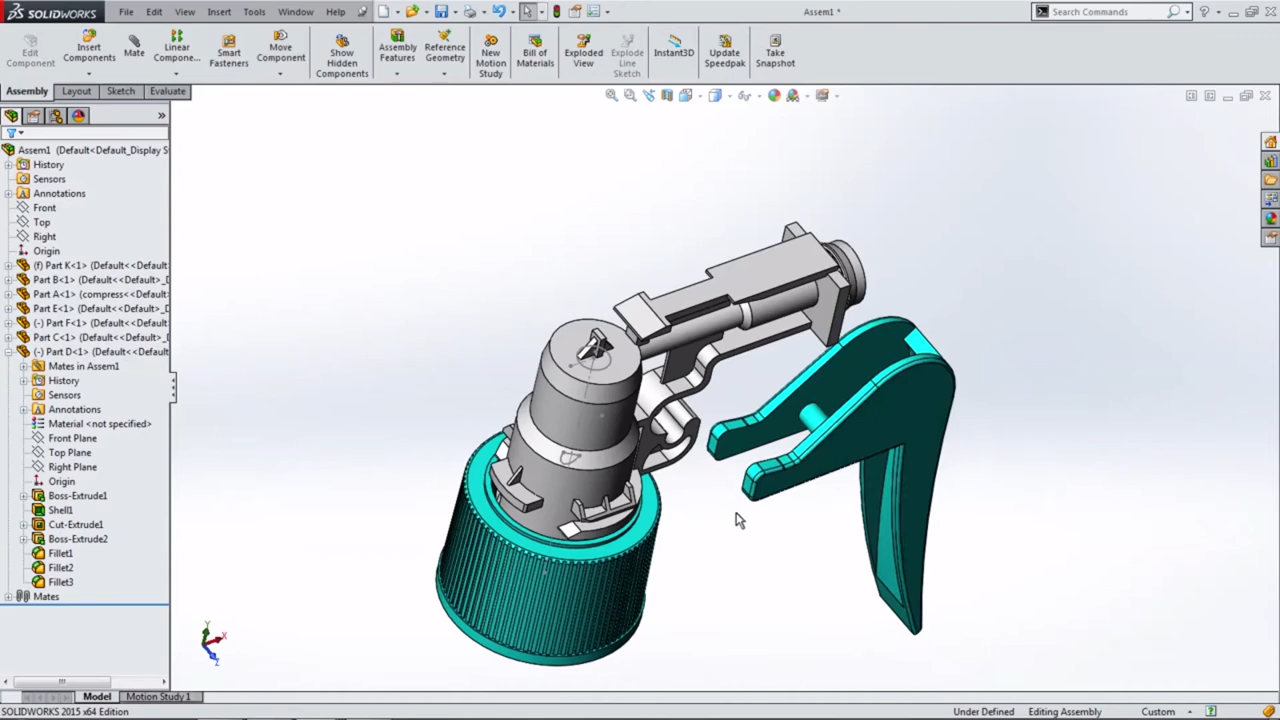 SOLIDWORKS File Edit View Insert Tools Window Help Assem1 * Search Commands
Edit Component
Insert Components
Mate
Linear Compone...
Smart Fasteners
Move Component
Show Hidden Components
Assembly Features
Reference Geometry
New Motion Study
Bill of Materials
Exploded View
Explode Line Sketch
Instant3D
Update Speedpak
Take Snapshot
Assembly Layout Sketch Evaluate
Assem1 (Default<Default_Display S
History
Sensors
Annotations
Front
Top
Right
Origin
(f) Part K<1> (Default<<Default
Part B<1> (Default<<Default>_D
Part A<1> (compress<<Default
Part E<1> (Default<<Default>_D
(-) Part F<1> (Default<<Default
Part C<1> (Default<<Default>_
(-) Part D<1> (Default<<Default
Mates in Assem1
History
Sensors
Annotations
Material <not specified>
Front Plane
Top Plane
Right Plane
Origin
Boss-Extrude1
Shell1
Cut-Extrude1
Boss-Extrude2
Fillet1
Fillet2
Fillet3
Mates
Y
X
Z
Model Motion Study 1
SOLIDWORKS 2015 x64 Edition Under Defined Editing Assembly Custom